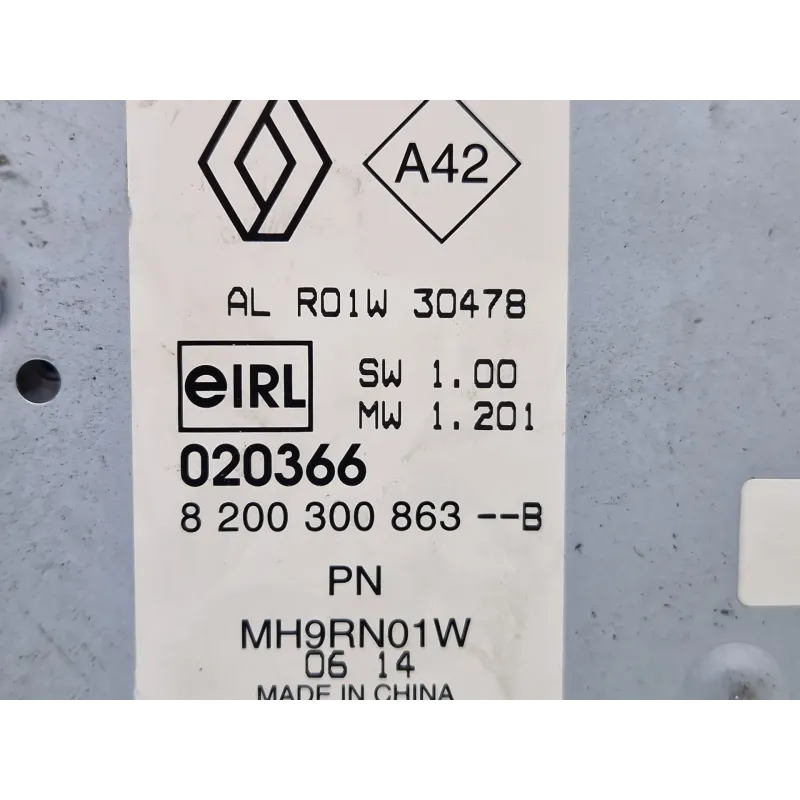 A42
AL R01W 30478
eIRL
SW 1.00
MW 1.201
020366
8 200 300 863 --B
PN
MH9RN01W
06 14
MADE IN CHINA